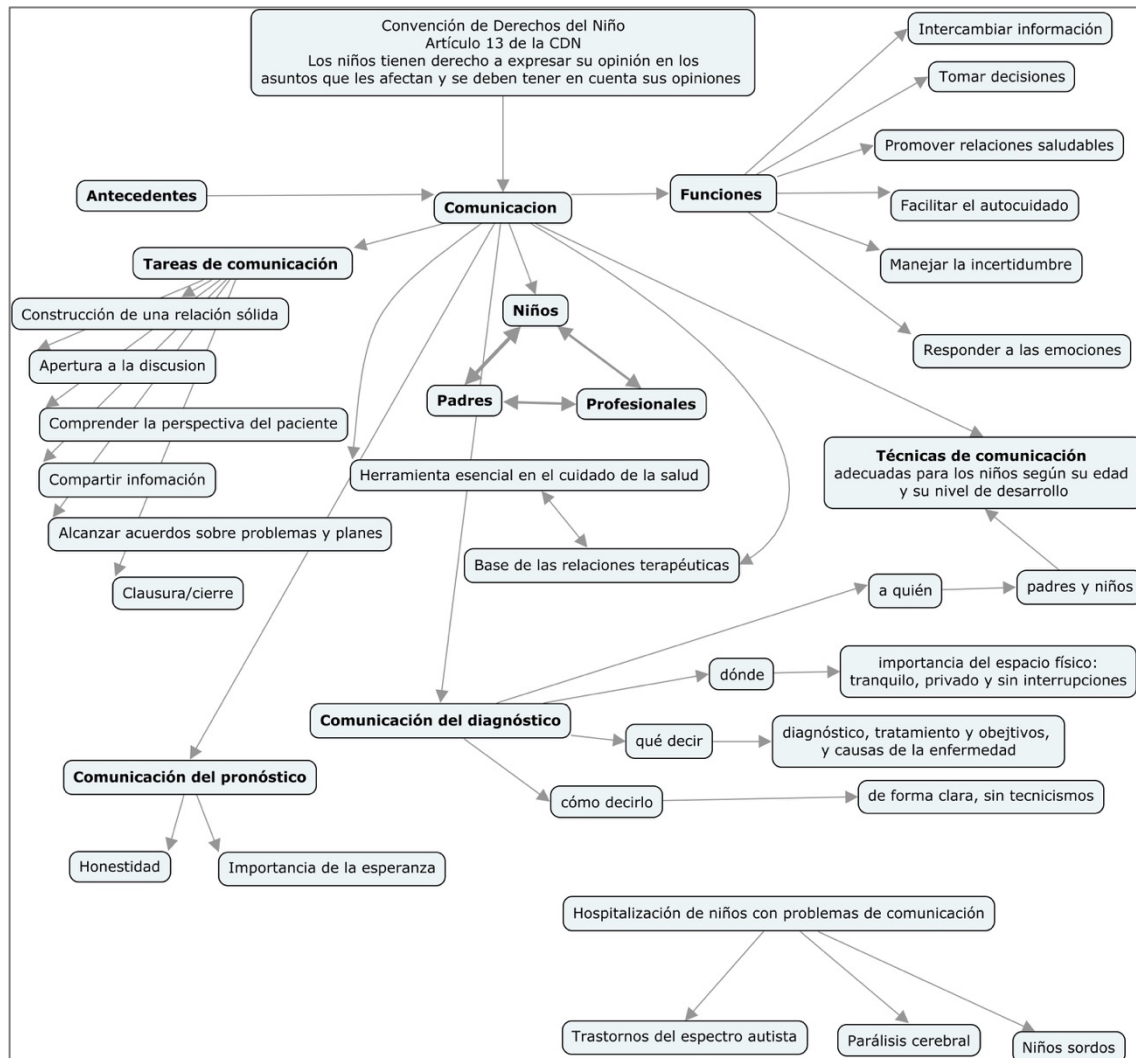 Convención de Derechos del Niño
Artículo 13 de la CDN
Los niños tienen derecho a expresar su opinión en los
asuntos que les afectan y se deben tener en cuenta sus opiniones
Intercambiar información
Tomar decisiones
Promover relaciones saludables
Antecedentes
Comunicacion
Funciones
Facilitar el autocuidado
Manejar la incertidumbre
Responder a las emociones
Tareas de comunicación
Construcción de una relación sólida
Apertura a la discusion
Comprender la perspectiva del paciente
Compartir infomación
Alcanzar acuerdos sobre problemas y planes
Clausura/cierre
Niños
Padres
Profesionales
Herramienta esencial en el cuidado de la salud
Base de las relaciones terapéuticas
Técnicas de comunicación
adecuadas para los niños según su edad
y su nivel de desarrollo
a quién
padres y niños
dónde
importancia del espacio físico:
tranquilo, privado y sin interrupciones
Comunicación del diagnóstico
qué decir
diagnóstico, tratamiento y obejtivos,
y causas de la enfermedad
cómo decirlo
de forma clara, sin tecnicismos
Comunicación del pronóstico
Honestidad
Importancia de la esperanza
Hospitalización de niños con problemas de comunicación
Trastornos del espectro autista
Parálisis cerebral
Niños sordos